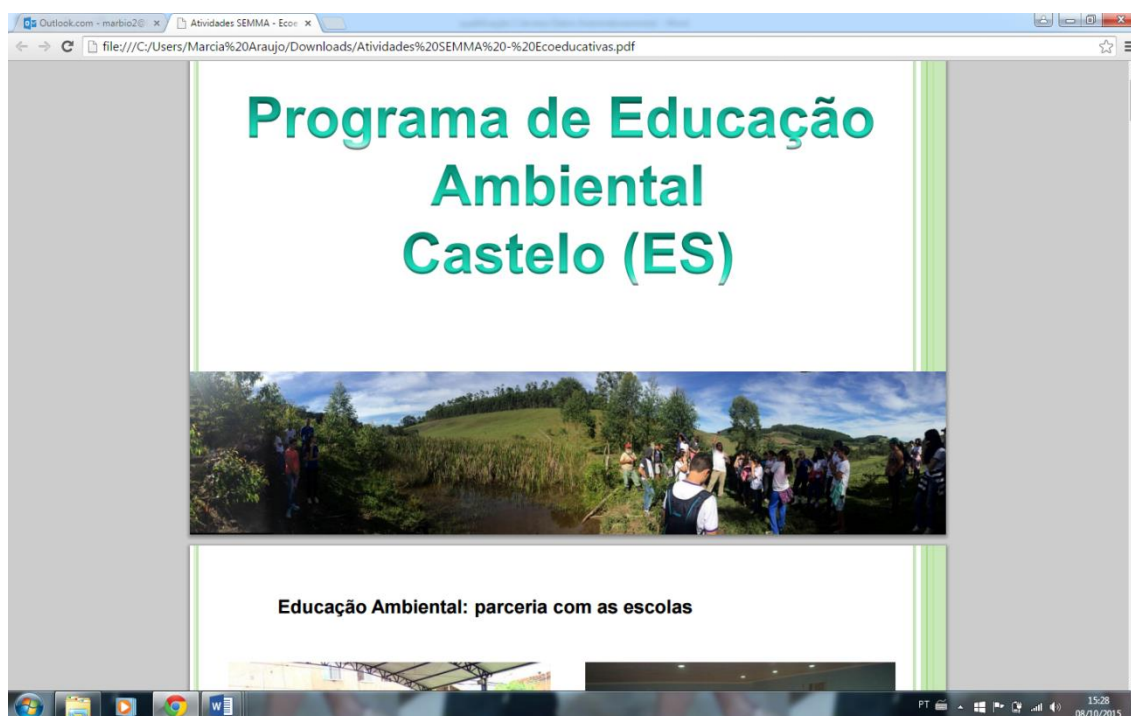 Outlook.com - marbio2@
Atividades SEMMA - Ecoe
file:///C:/Users/Marcia%20Araujo/Downloads/Atividades%20SEMMA%20-%20Ecoeducativas.pdf
Programa de Educação
Ambiental
Castelo (ES)
Educação Ambiental: parceria com as escolas
PT
15:28
08/10/2015